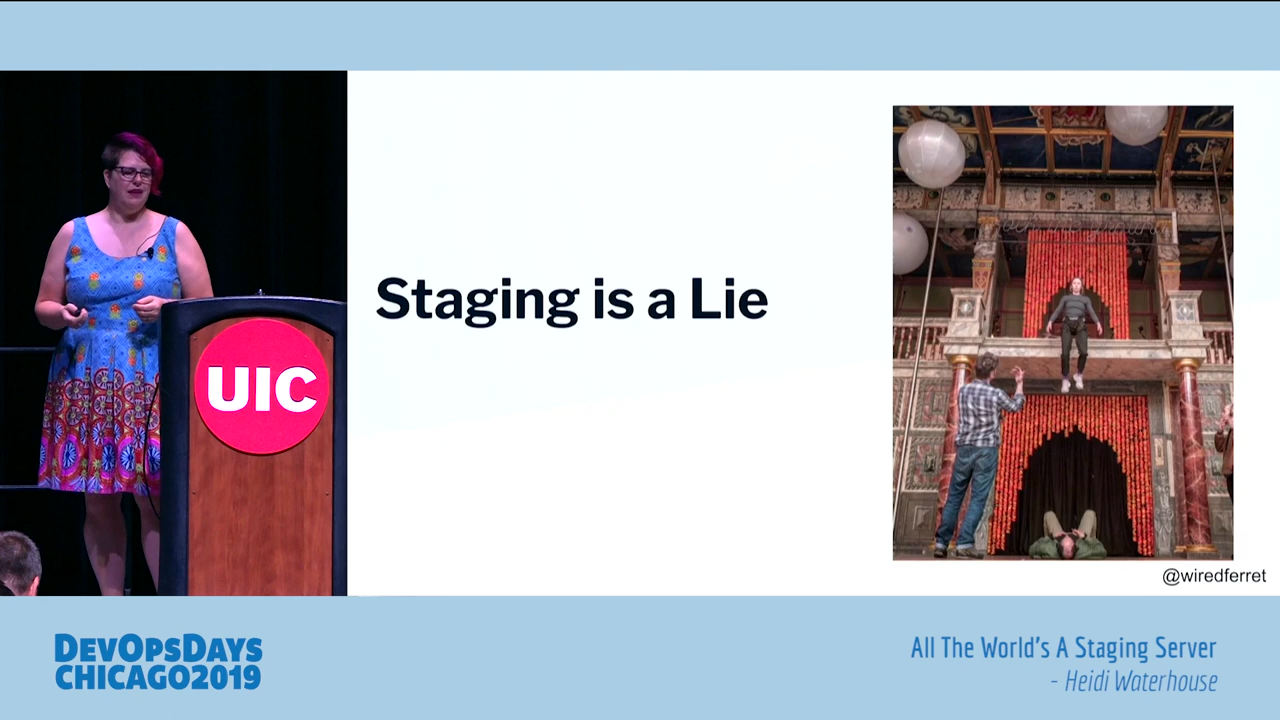 UIC
Staging is a Lie
@wiredferret
DEVOPSDAYS
CHICAGO2019
All The World's A Staging Server
- Heidi Waterhouse